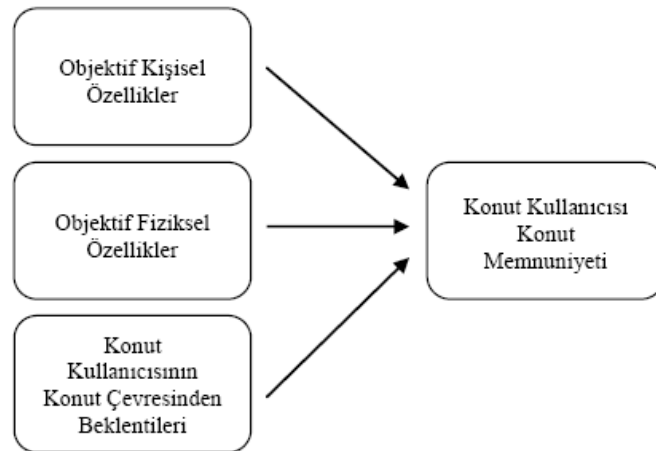 Objektif Kişisel
Özellikler
Objektif Fiziksel
Özellikler
Konut
Kullanıcısının
Konut Çevresinden
Beklentileri
Konut Kullanıcısı
Konut
Memnuniyeti